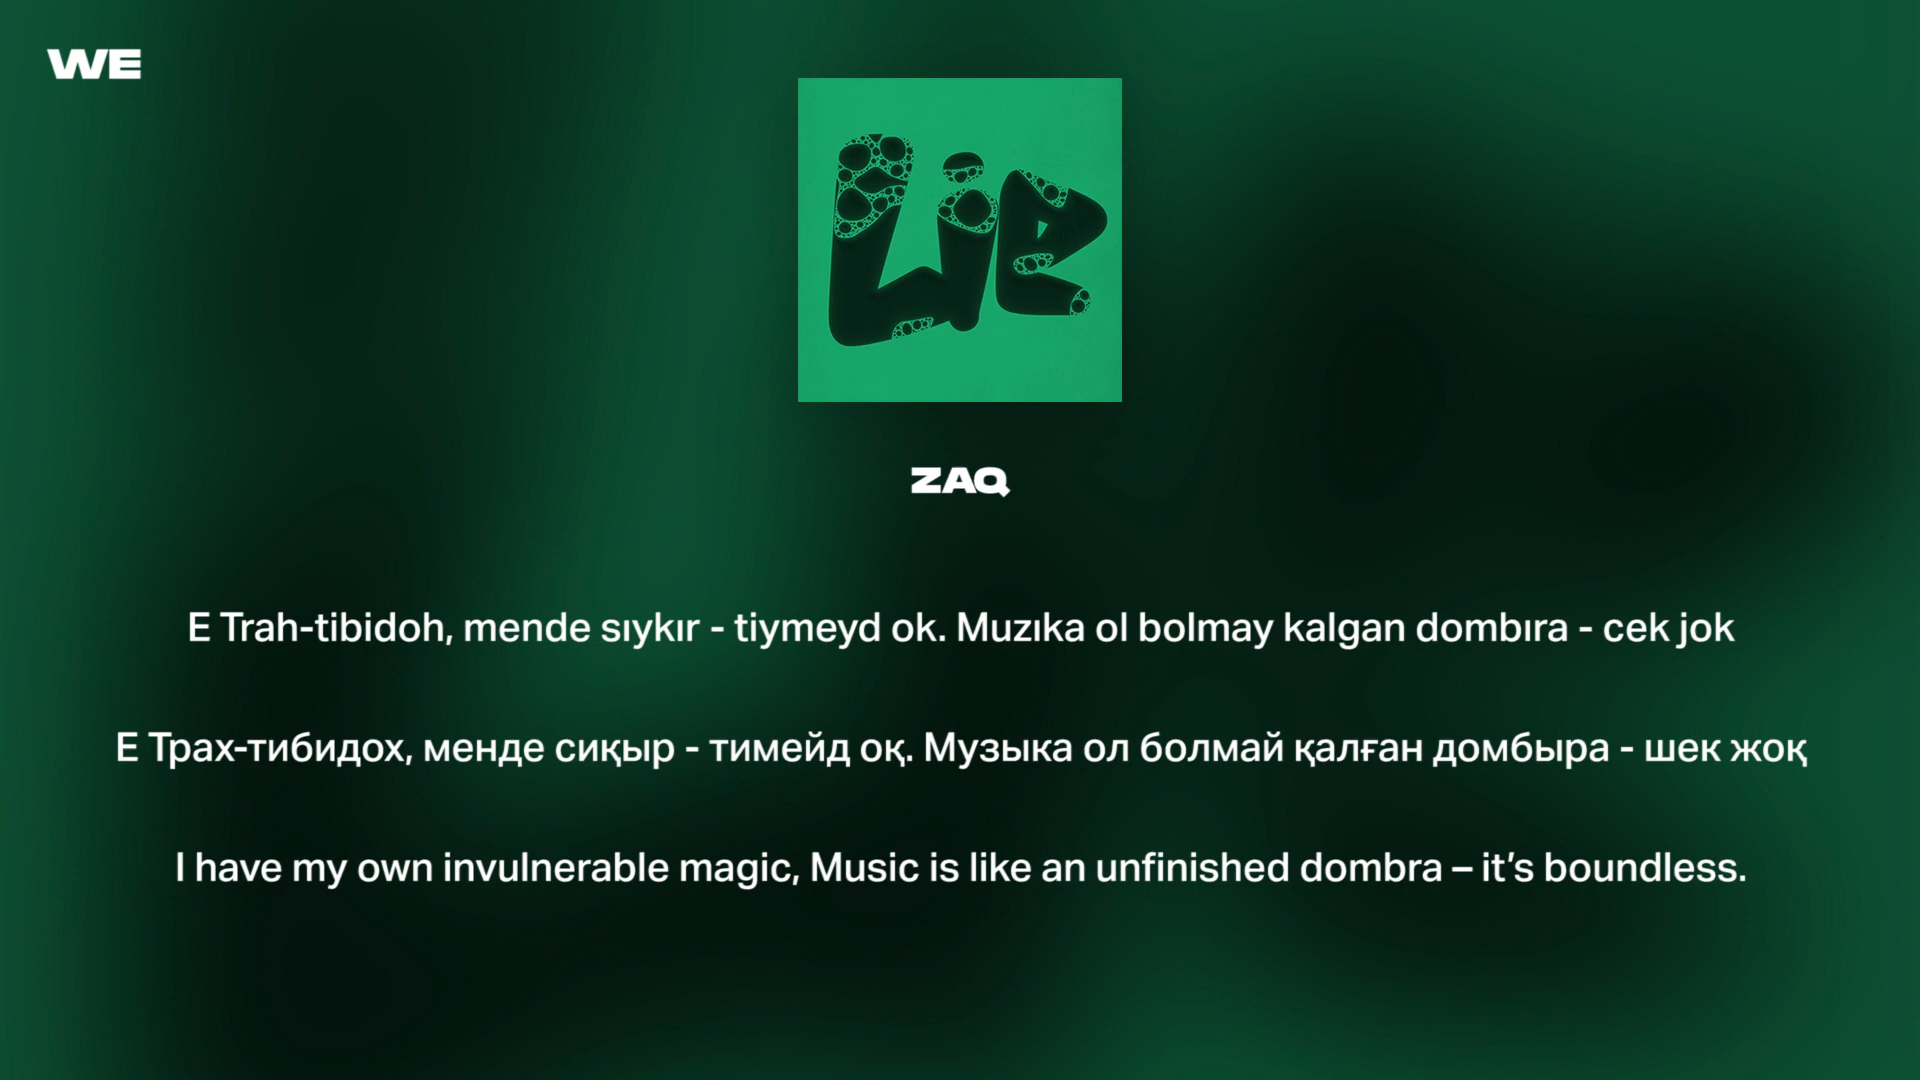 WE
Lie
ZAQ
E Trah-tibidoh, mende sıykır - tiymeyd ok. Muzıka ol bolmay kalgan dombıra - cek jok
Е Трах-тибидох, менде сиқыр - тимейд оқ. Музыка ол болмай қалған домбыра - шек жоқ
I have my own invulnerable magic, Music is like an unfinished dombra – it’s boundless.